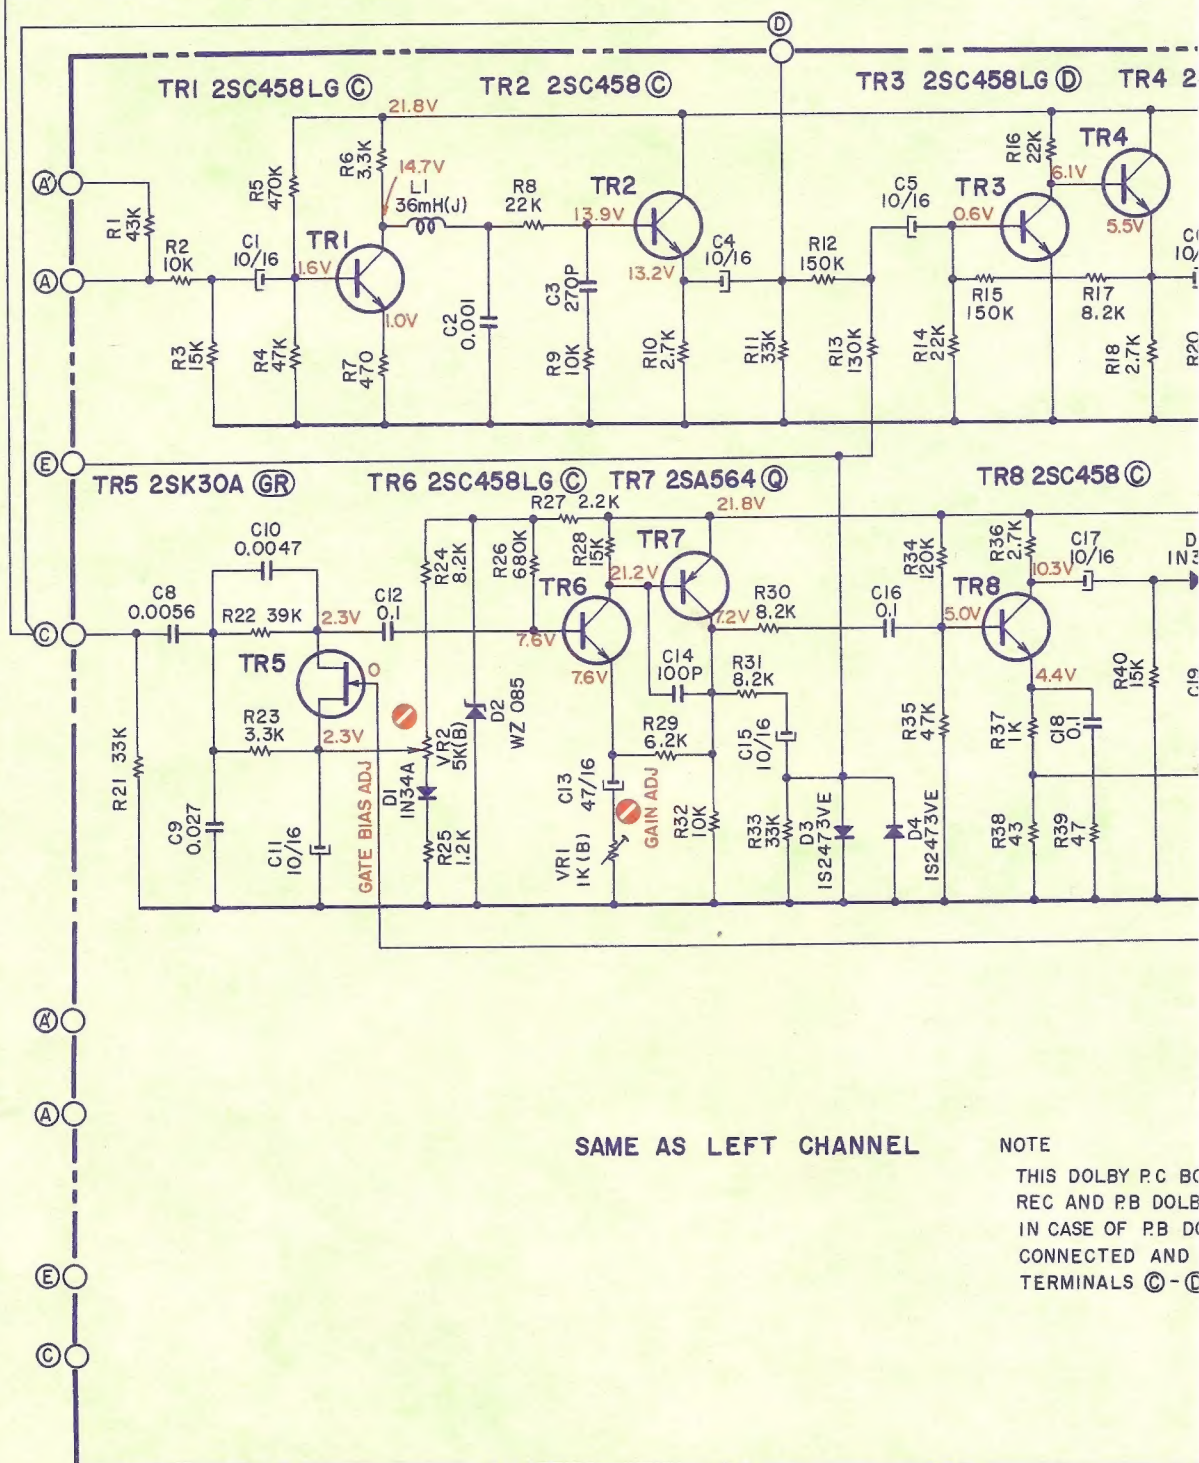 D
TR1 2SC458LG C
TR2 2SC458 C
TR3 2SC458LG D
TR4 2
21.8V
R6
3.3K
14.7V
L1
36mH(J)
R5
470K
R8
22K
TR2
13.9V
C5
10/16
R16
22K
TR4
6.1V
TR3
0.6V
5.5V
A'
R1
43K
R2
10K
C1
10/16
TR1
1.6V
1.0V
13.2V
C4
10/16
R12
150K
A
R3
15K
R4
47K
R7
470
C2
0.001
C3
270P
R9
10K
R10
2.7K
R11
33K
R13
130K
R14
22K
R15
150K
R17
8.2K
R18
2.7K
10/
R20
E
TR5 2SK30A GR
TR6 2SC458LG C
TR7 2SA564 Q
TR8 2SC458 C
R27 2.2K
21.8V
C10
0.0047
R24
8.2K
R26
680K
R28
15K
TR7
21.2V
TR6
R34
120K
R36
2.7K
C17
10/16
D
IN3
10.3V
TR8
C8
0.0056
R22 39K
2.3V
C12
0.1
7.6V
7.2V
R30
8.2K
C16
0.1
5.0V
C
TR5
0
7.6V
C14
100P
R31
8.2K
4.4V
R40
15K
C19
R23
3.3K
2.3V
VR2
5K(B)
D2
WZ 085
R29
6.2K
C15
10/16
R35
47K
R37
1K
C18
0.1
R21 33K
C9
0.027
C11
10/16
GATE BIAS ADJ
D1
IN34A
R25
1.2K
C13
47/16
VR1
1K(B)
GAIN ADJ
R32
10K
R33
33K
D3
IS2473VE
D4
IS2473VE
R38
43
R39
47
A'
A
SAME AS LEFT CHANNEL
NOTE
THIS DOLBY P.C BO
REC AND P.B DOLB
IN CASE OF P.B DO
CONNECTED AND
TERMINALS C - D
E
C